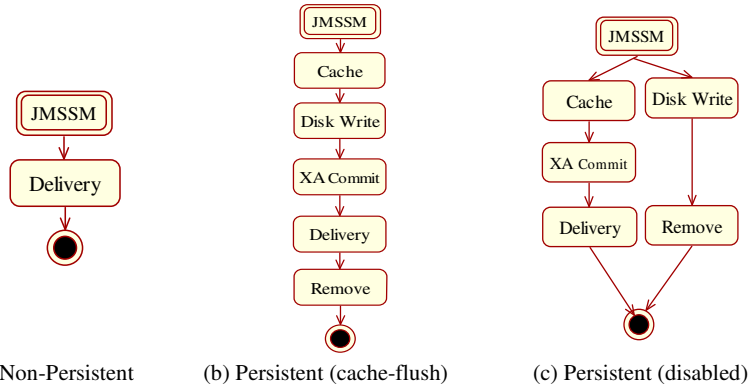 JMSSM
Delivery
Non-Persistent
JMSSM
Cache
Disk Write
XA Commit
Delivery
Remove
(b) Persistent (cache-flush)
JMSSM
Cache
Disk Write
XA Commit
Delivery
Remove
(c) Persistent (disabled)